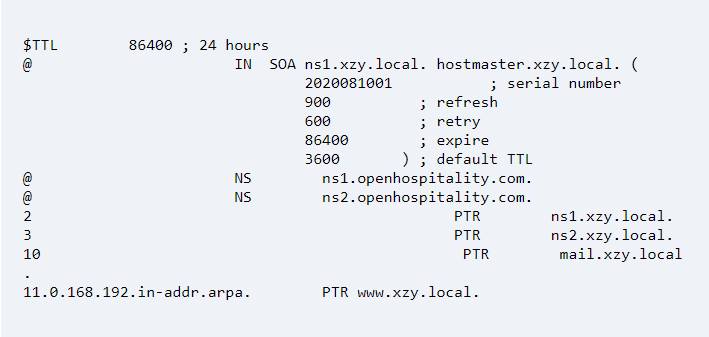 $TTL 86400 ; 24 hours
@ IN SOA ns1.xzy.local. hostmaster.xzy.local. (
2020081001 ; serial number
900 ; refresh
600 ; retry
86400 ; expire
3600 ) ; default TTL
@ NS ns1.openhospitality.com.
@ NS ns2.openhospitality.com.
2 PTR ns1.xzy.local.
3 PTR ns2.xzy.local.
10 PTR mail.xzy.local
.
11.0.168.192.in-addr.arpa. PTR www.xzy.local.